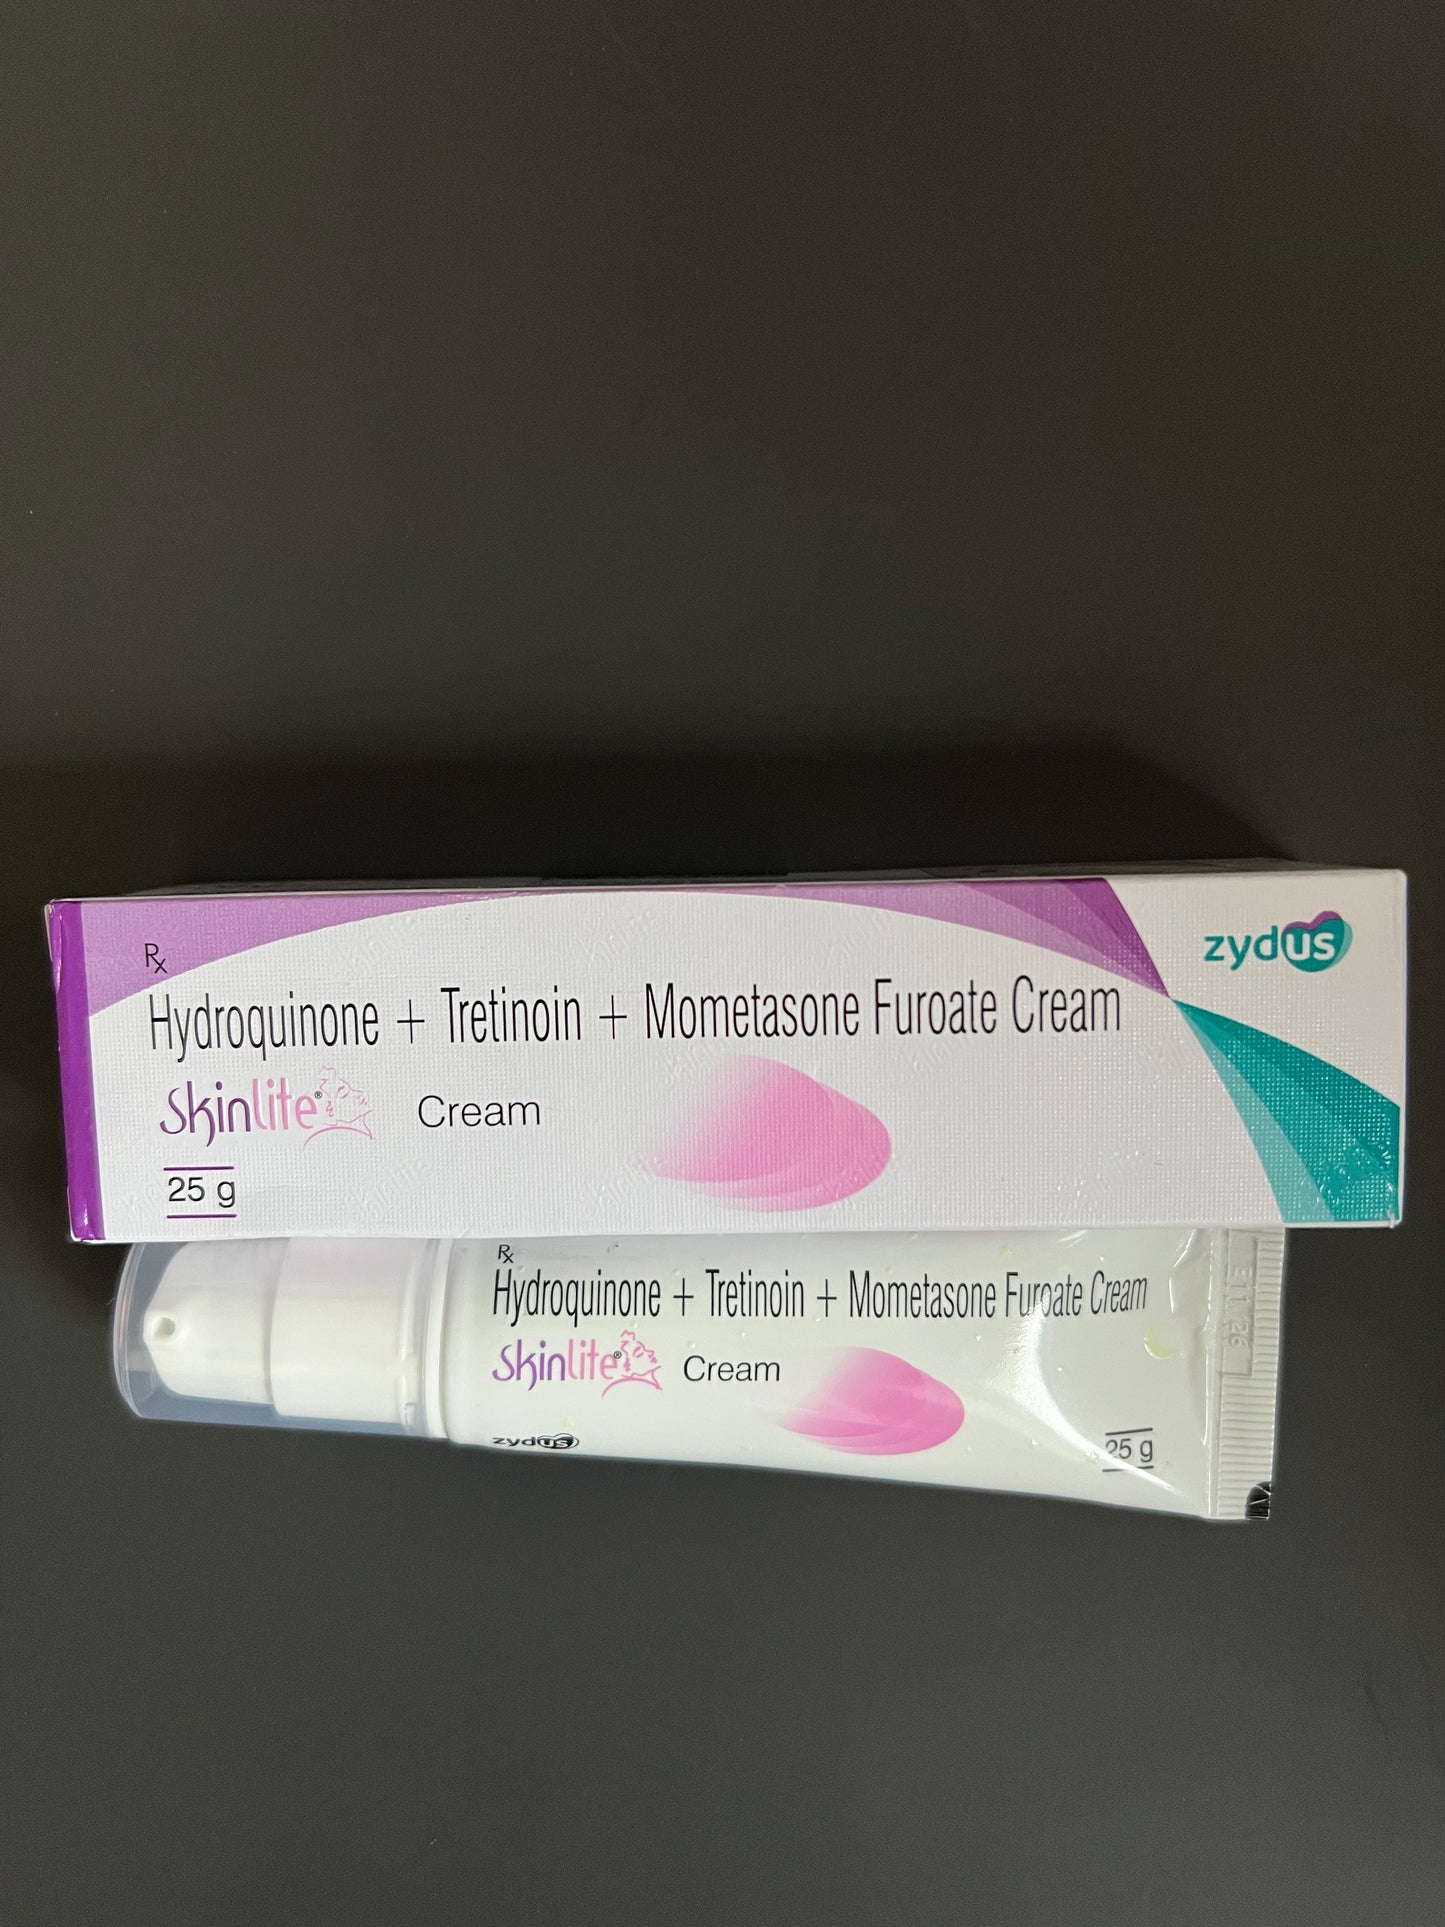 Rx
Hydroquinone + Tretinoin + Mometasone Furoate Cream
Skinlite® Cream
25 g
zydus
Rx
Hydroquinone + Tretinoin + Mometasone Furoate Cream
Skinlite® Cream
zydus
25 g